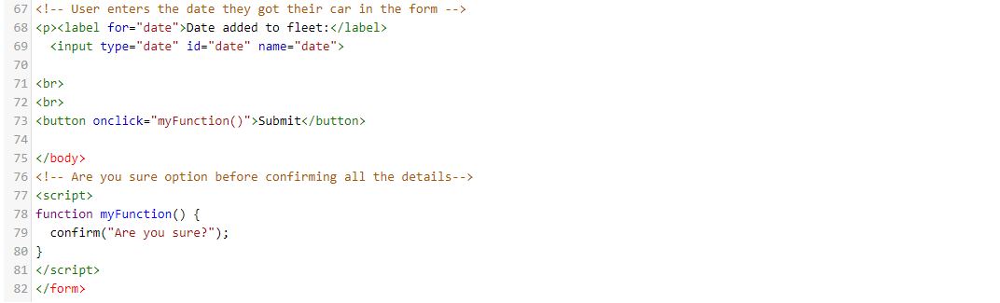 67 <!-- User enters the date they got their car in the form -->
68 <p><label for="date">Date added to fleet:</label>
69   <input type="date" id="date" name="date">
70
71 <br>
72 <br>
73 <button onclick="myFunction()">Submit</button>
74
75 </body>
76 <!-- Are you sure option before confirming all the details-->
77 <script>
78 function myFunction() {
79   confirm("Are you sure?");
80 }
81 </script>
82 </form>